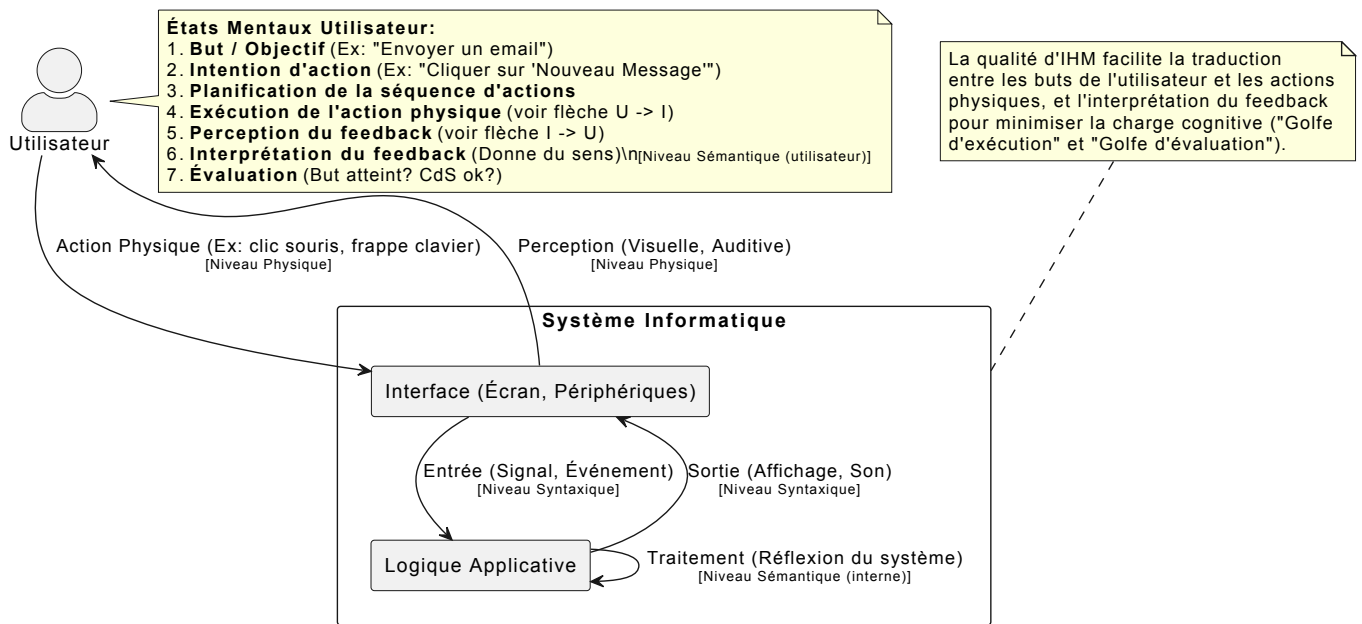 États Mentaux Utilisateur:
1. But / Objectif (Ex: "Envoyer un email")
2. Intention d'action (Ex: "Cliquer sur 'Nouveau Message'")
3. Planification de la séquence d'actions
4. Exécution de l'action physique (voir flèche U -> I)
5. Perception du feedback (voir flèche I -> U)
6. Interprétation du feedback (Donne du sens)\n[Niveau Sémantique (utilisateur)]
7. Évaluation (But atteint? CdS ok?)
Utilisateur
La qualité d'IHM facilite la traduction
entre les buts de l'utilisateur et les actions
physiques, et l'interprétation du feedback
pour minimiser la charge cognitive ("Golfe
d'exécution" et "Golfe d'évaluation").
Action Physique (Ex: clic souris, frappe clavier)
[Niveau Physique]
Perception (Visuelle, Auditive)
[Niveau Physique]
Système Informatique
Interface (Écran, Périphériques)
Entrée (Signal, Événement)
[Niveau Syntaxique]
Sortie (Affichage, Son)
[Niveau Syntaxique]
Logique Applicative
Traitement (Réflexion du système)
[Niveau Sémantique (interne)]